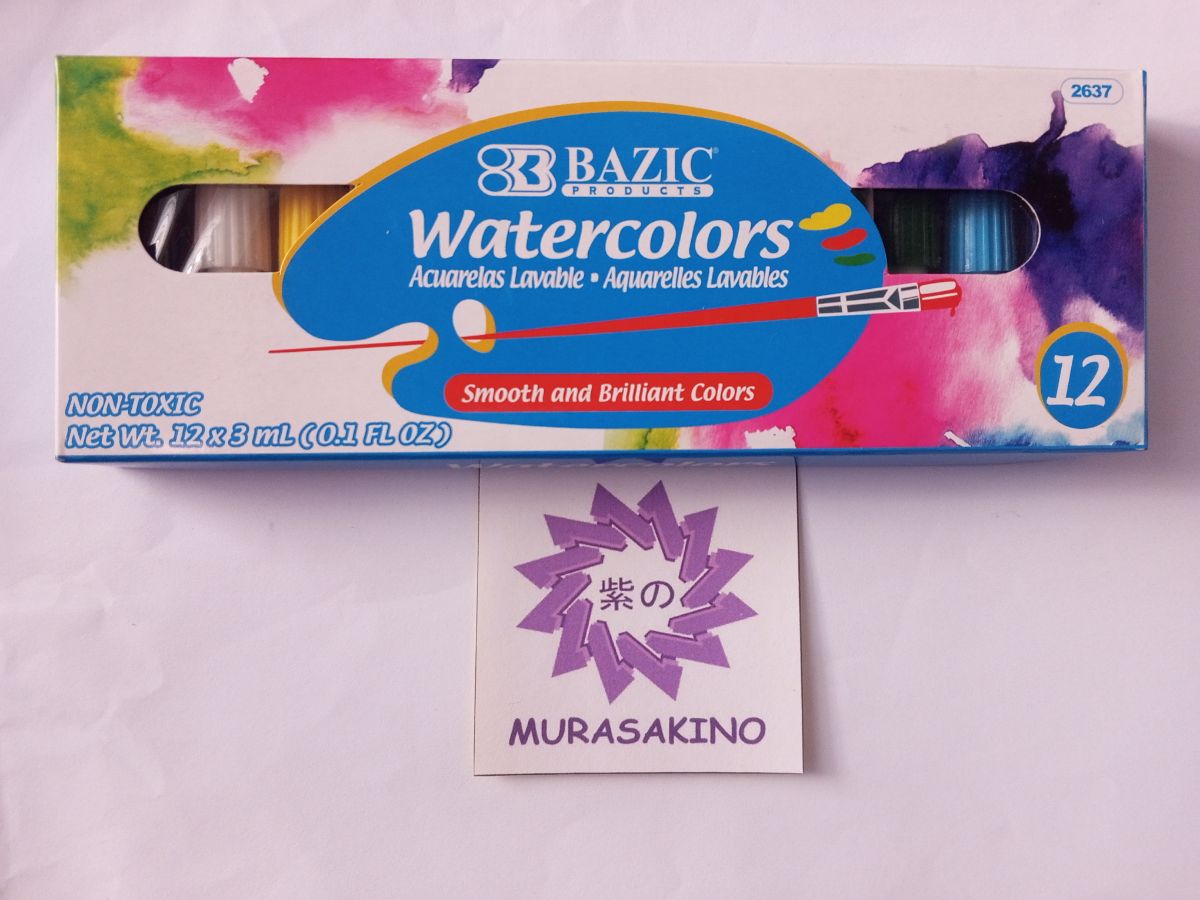 2637
BAZIC®
PRODUCTS
Watercolors
Acuarelas Lavable • Aquarelles Lavables
Smooth and Brilliant Colors
12
NON-TOXIC
Net Wt. 12 x 3 mL (0.1 FL OZ)
Watercolors
紫の
MURASAKINO